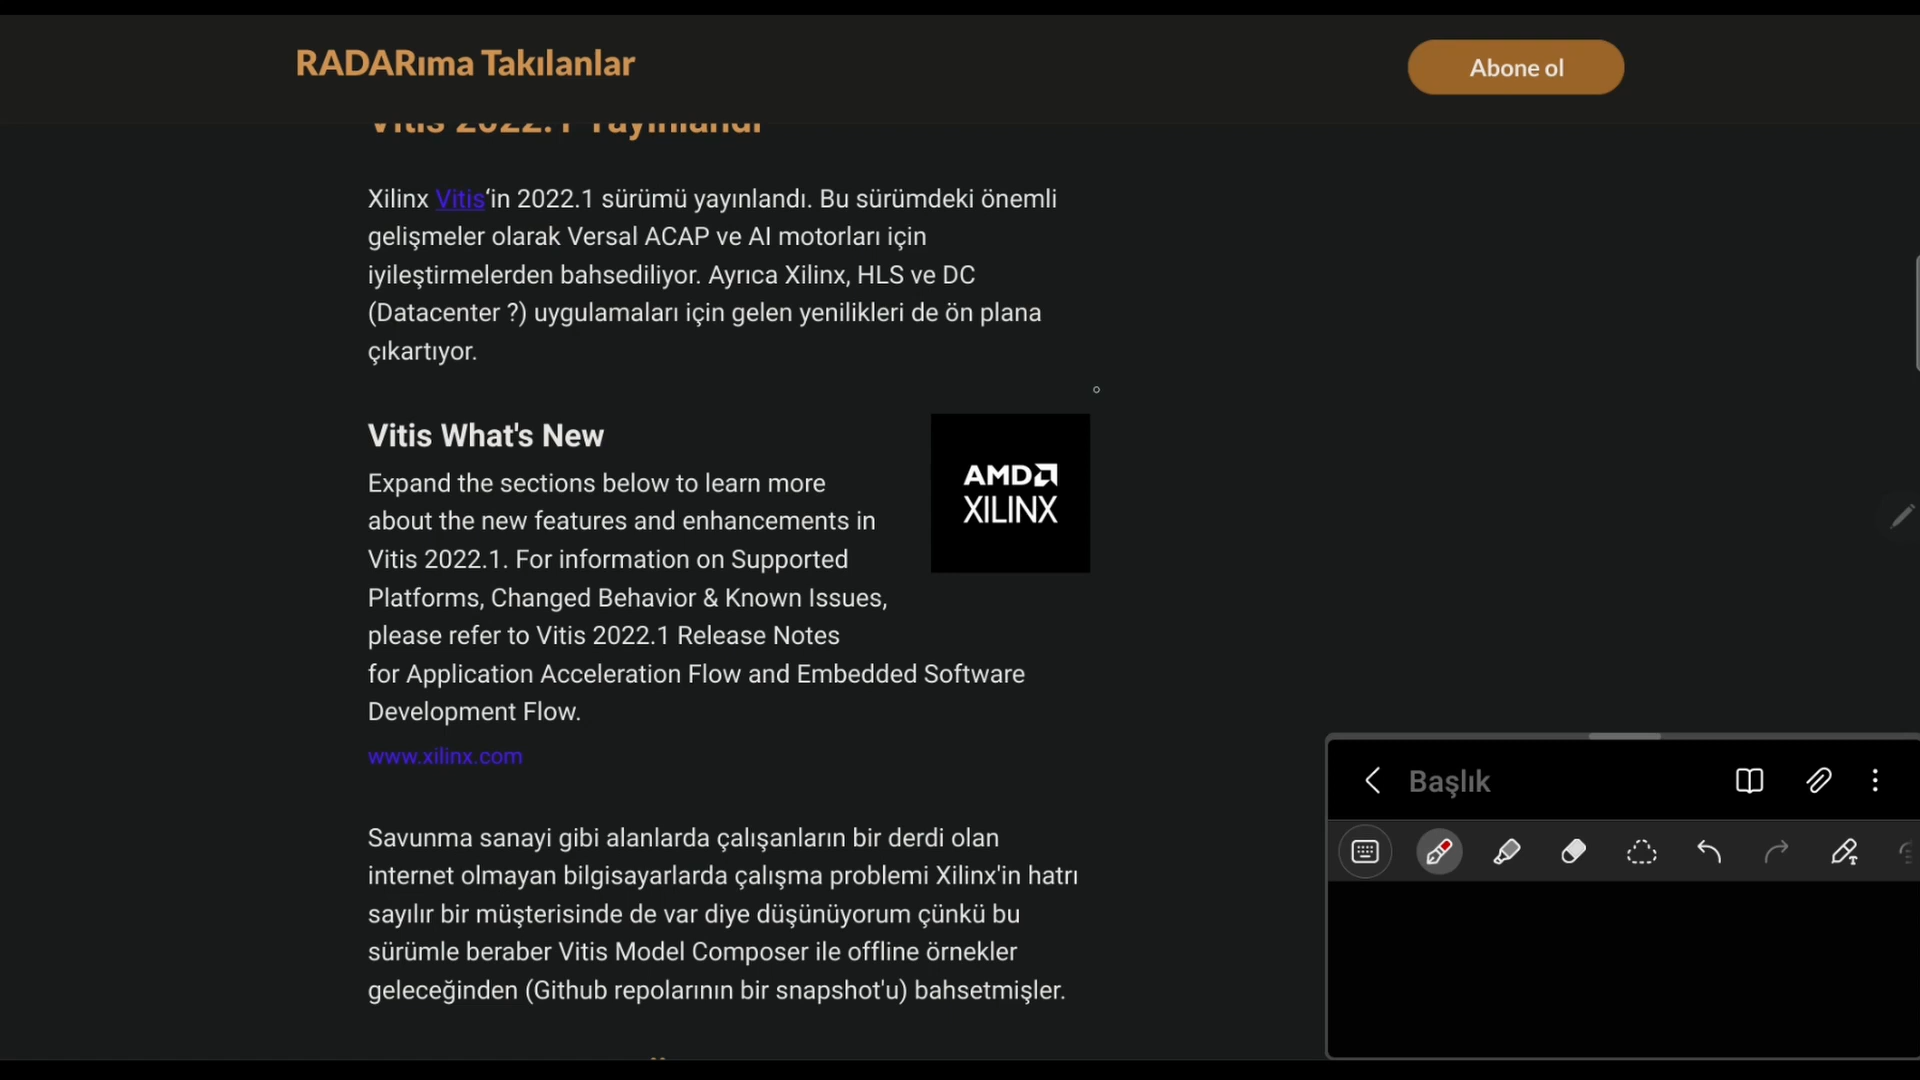 RADARıma Takılanlar
Abone ol
Vitis 2022.1 Yayınlandı
Xilinx Vitis‘in 2022.1 sürümü yayınlandı. Bu sürümdeki önemli
gelişmeler olarak Versal ACAP ve AI motorları için
iyileştirmelerden bahsediliyor. Ayrıca Xilinx, HLS ve DC
(Datacenter ?) uygulamaları için gelen yenilikleri de ön plana
çıkartıyor.
Vitis What's New
Expand the sections below to learn more
about the new features and enhancements in
Vitis 2022.1. For information on Supported
Platforms, Changed Behavior & Known Issues,
please refer to Vitis 2022.1 Release Notes
for Application Acceleration Flow and Embedded Software
Development Flow.
www.xilinx.com
AMD
XILINX
Savunma sanayi gibi alanlarda çalışanların bir derdi olan
internet olmayan bilgisayarlarda çalışma problemi Xilinx'in hatrı
sayılır bir müşterisinde de var diye düşünüyorum çünkü bu
sürümle beraber Vitis Model Composer ile offline örnekler
geleceğinden (Github repolarının bir snapshot'u) bahsetmişler.
Başlık